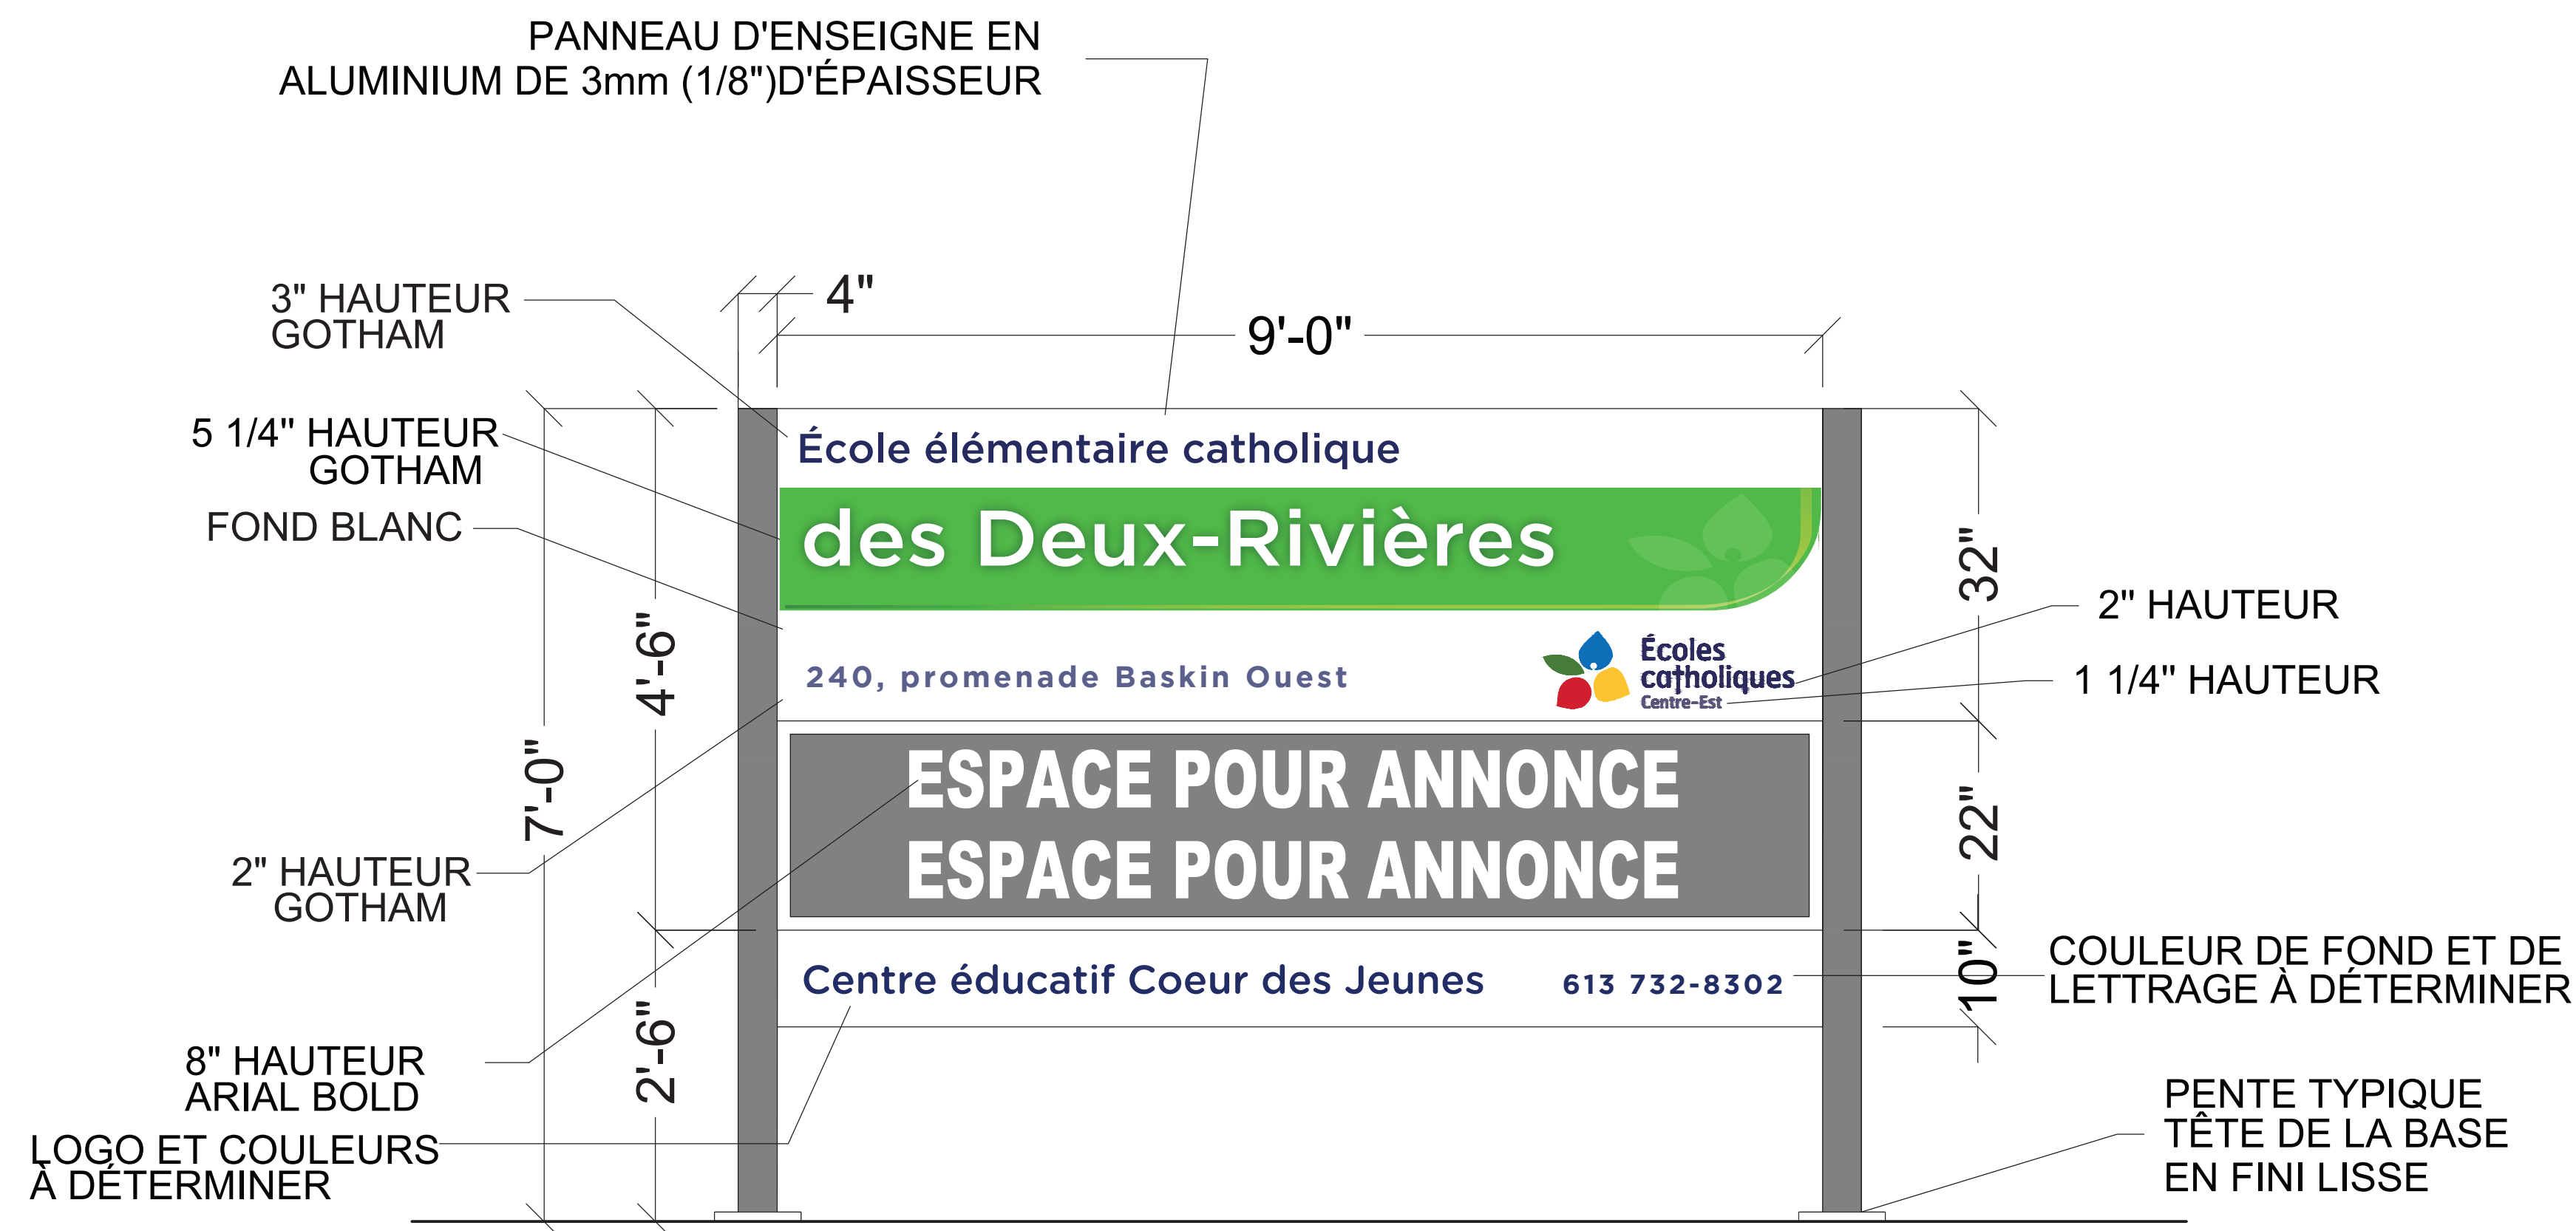 PANNEAU D'ENSEIGNE EN
ALUMINIUM DE 3mm (1/8")D'ÉPAISSEUR
3" HAUTEUR
GOTHAM
4"
9'-0"
5 1/4" HAUTEUR
GOTHAM
FOND BLANC
École élémentaire catholique
des Deux-Rivières
240, promenade Baskin Ouest
Écoles
catholiques
Centre-Est
32"
2" HAUTEUR
1 1/4" HAUTEUR
4'-6"
7'-0"
ESPACE POUR ANNONCE
ESPACE POUR ANNONCE
22"
2" HAUTEUR
GOTHAM
Centre éducatif Coeur des Jeunes
613 732-8302
10"
COULEUR DE FOND ET DE
LETTRAGE À DÉTERMINER
2'-6"
8" HAUTEUR
ARIAL BOLD
LOGO ET COULEURS
À DÉTERMINER
PENTE TYPIQUE
TÊTE DE LA BASE
EN FINI LISSE